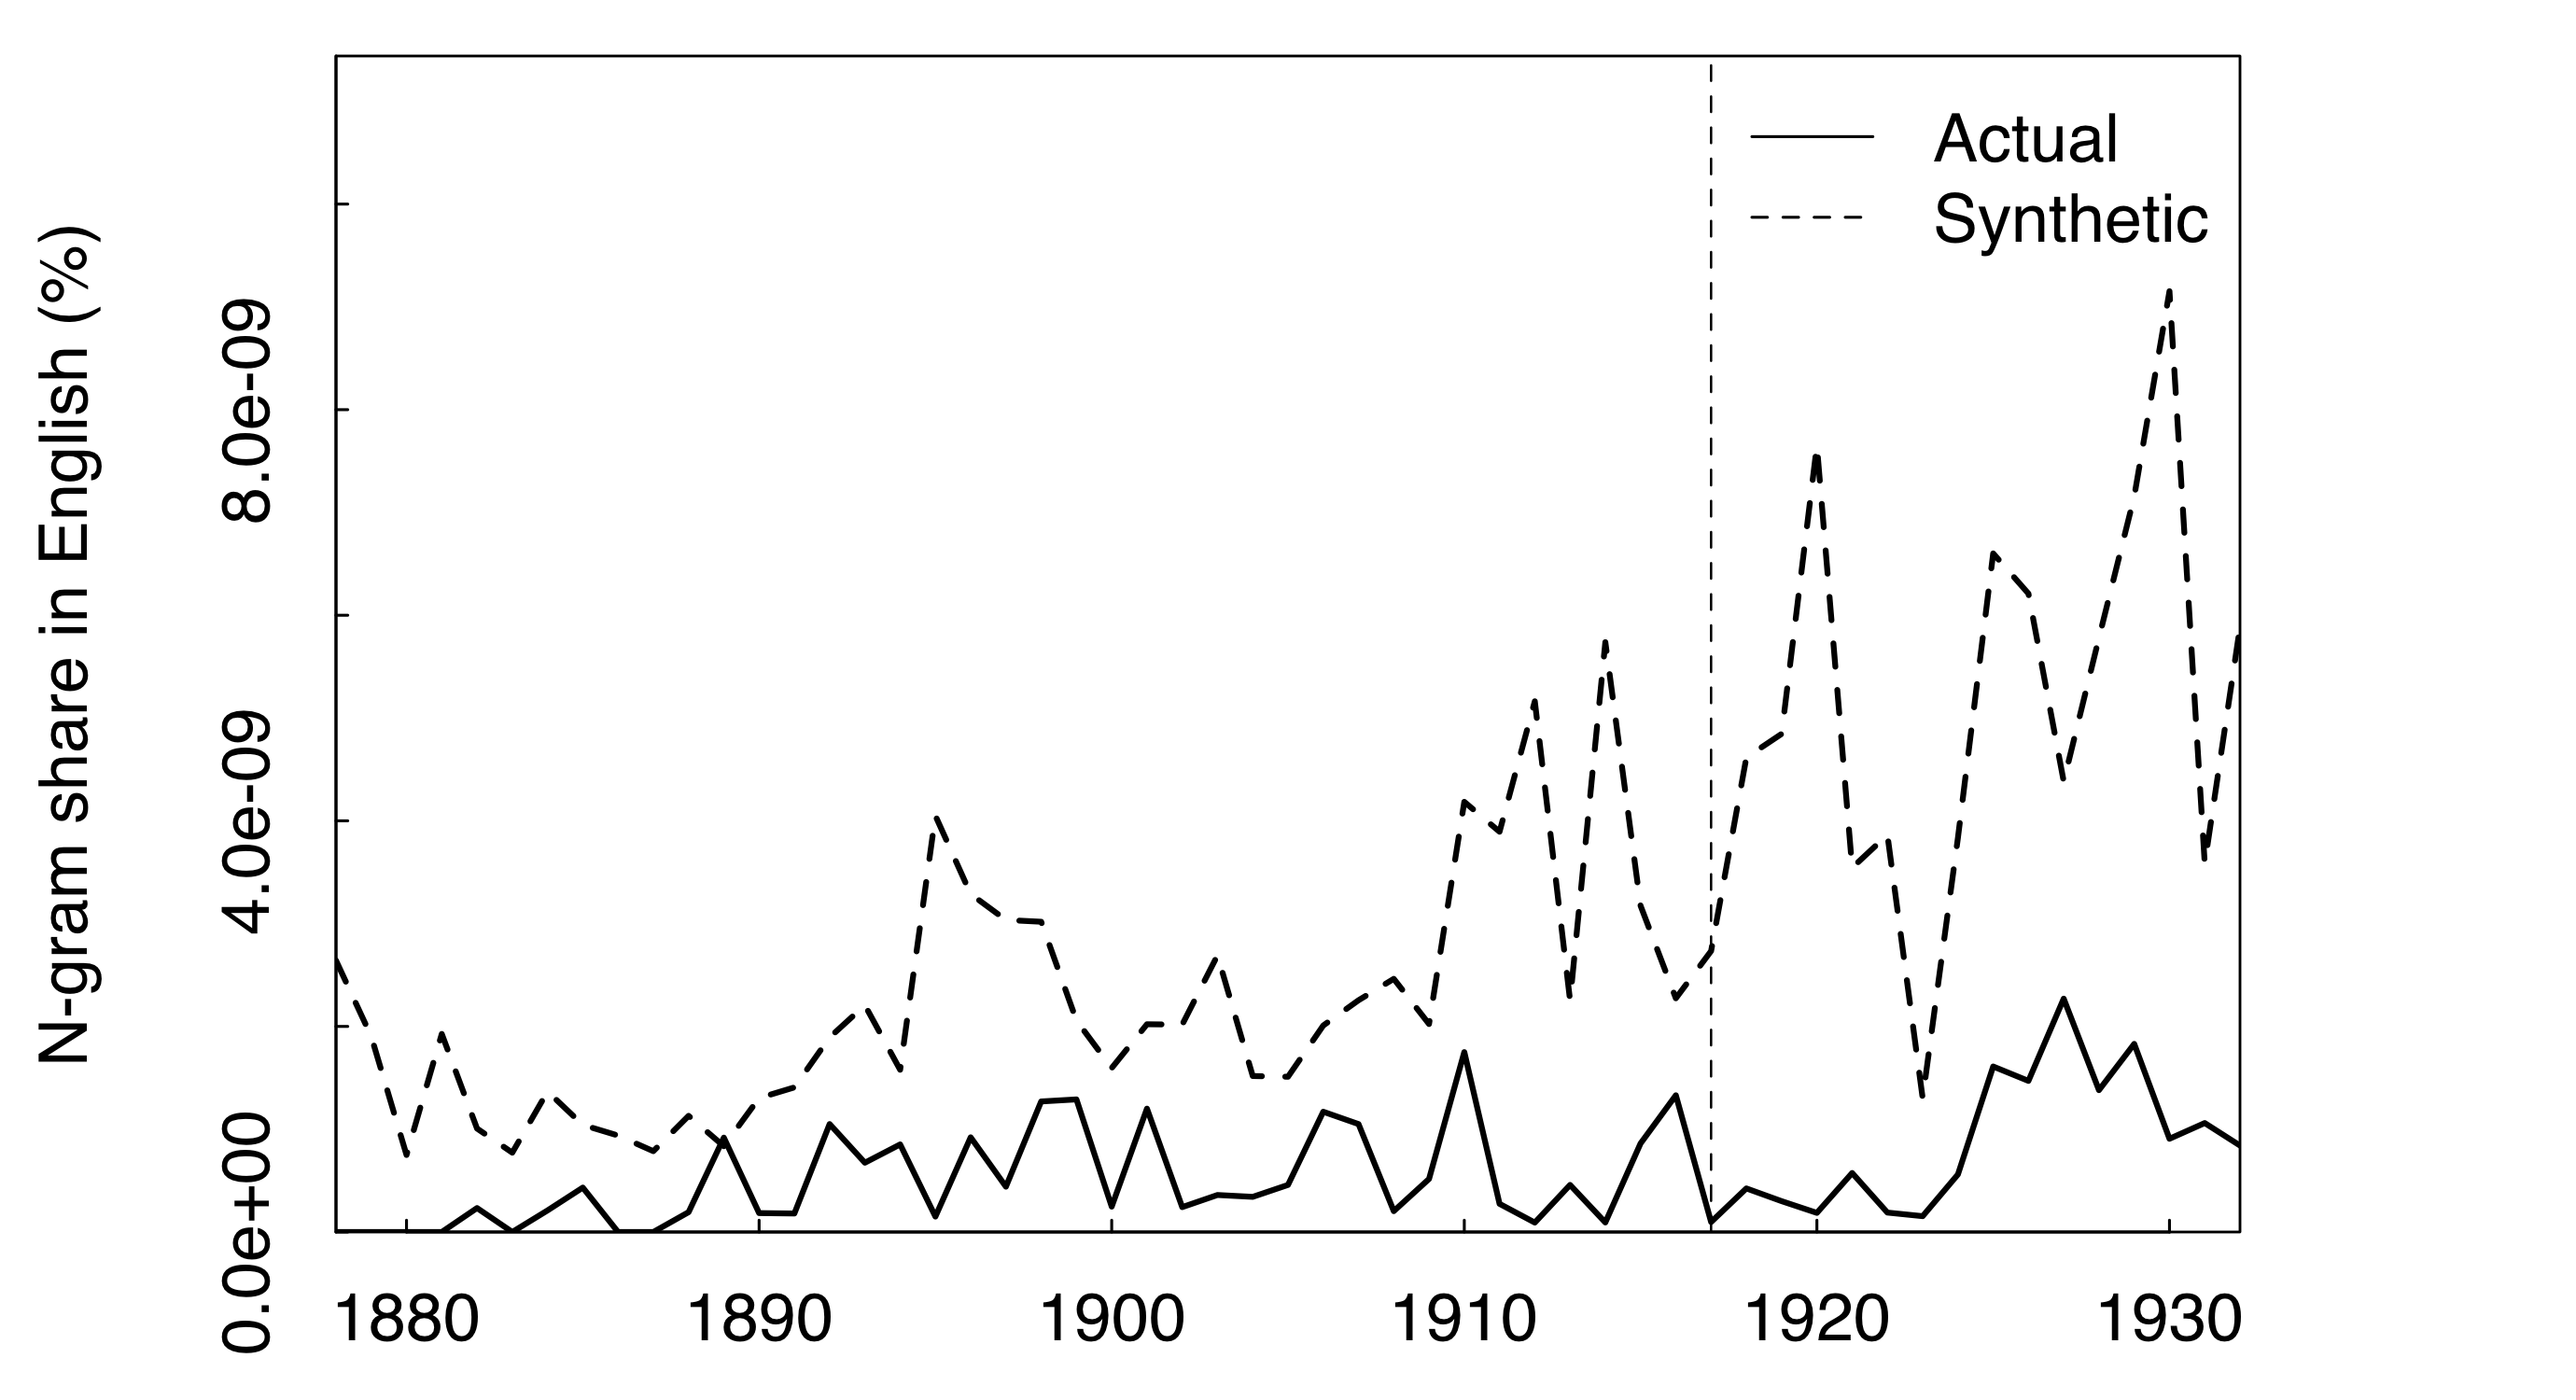 N-gram share in English (%)
8.0e-09
4.0e-09
0.0e+00
Actual
Synthetic
1880 1890 1900 1910 1920 1930